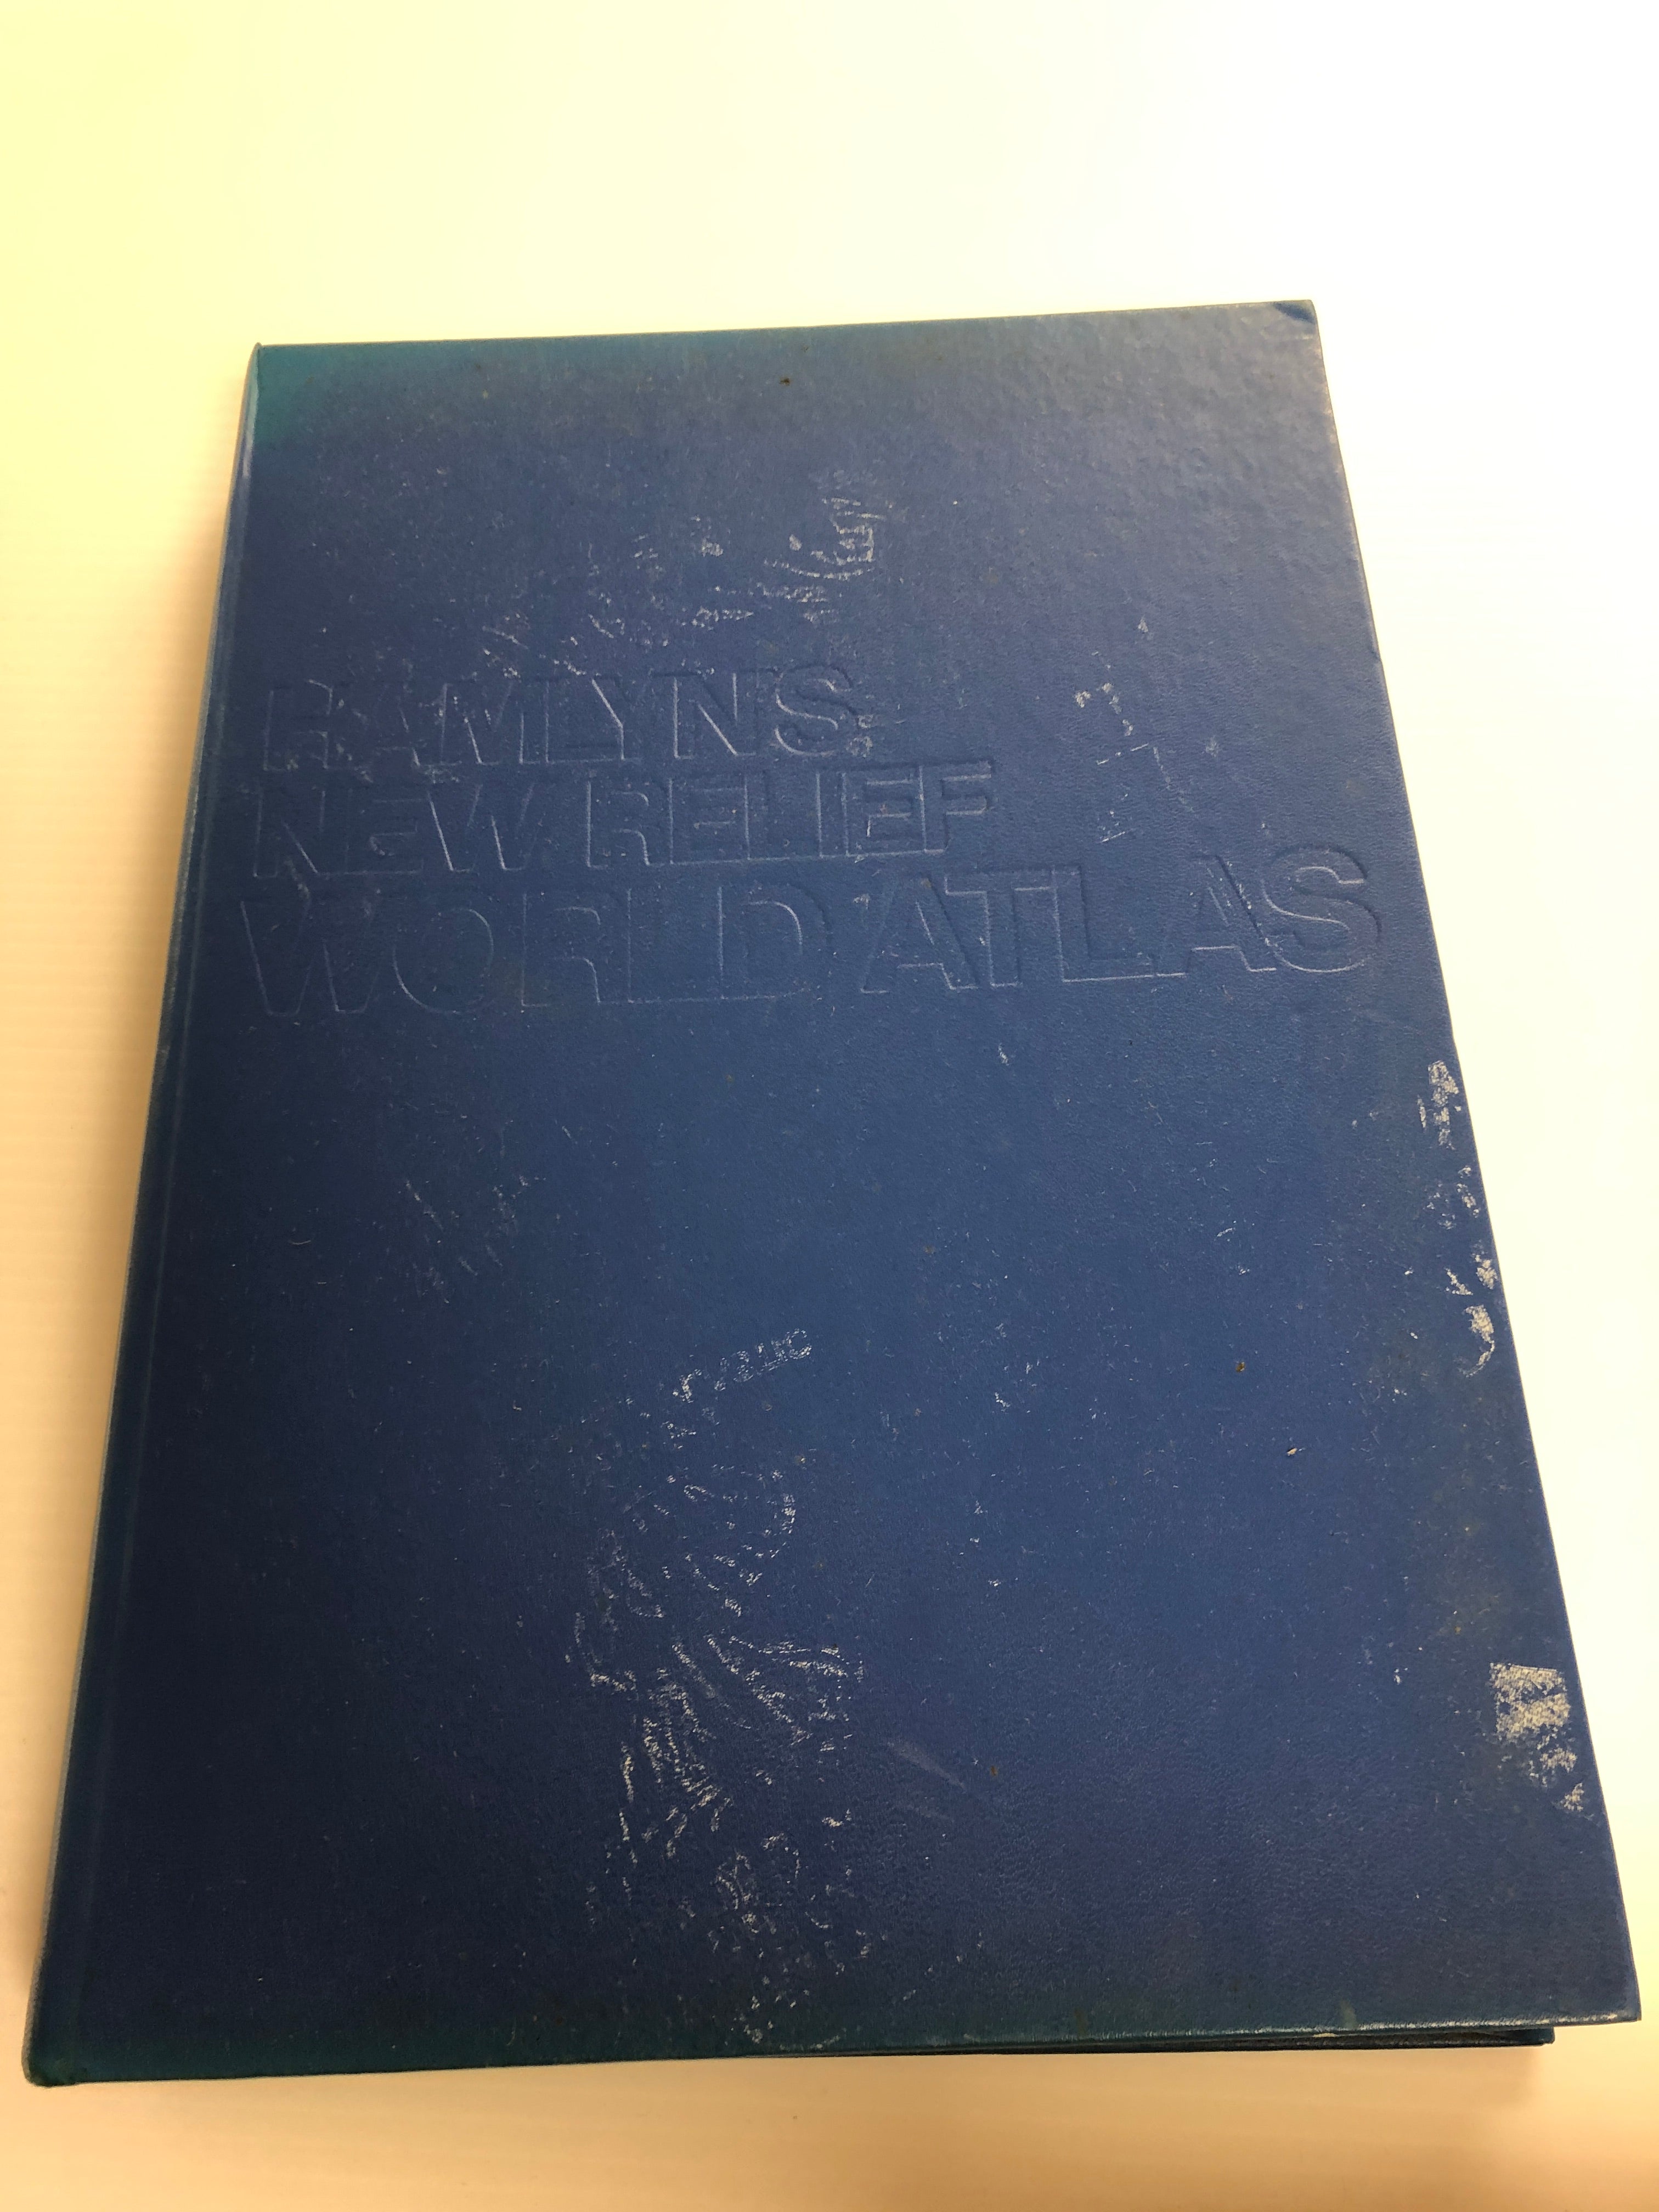 HAMLYN'S
NEW RELIEF
WORLD ATLAS